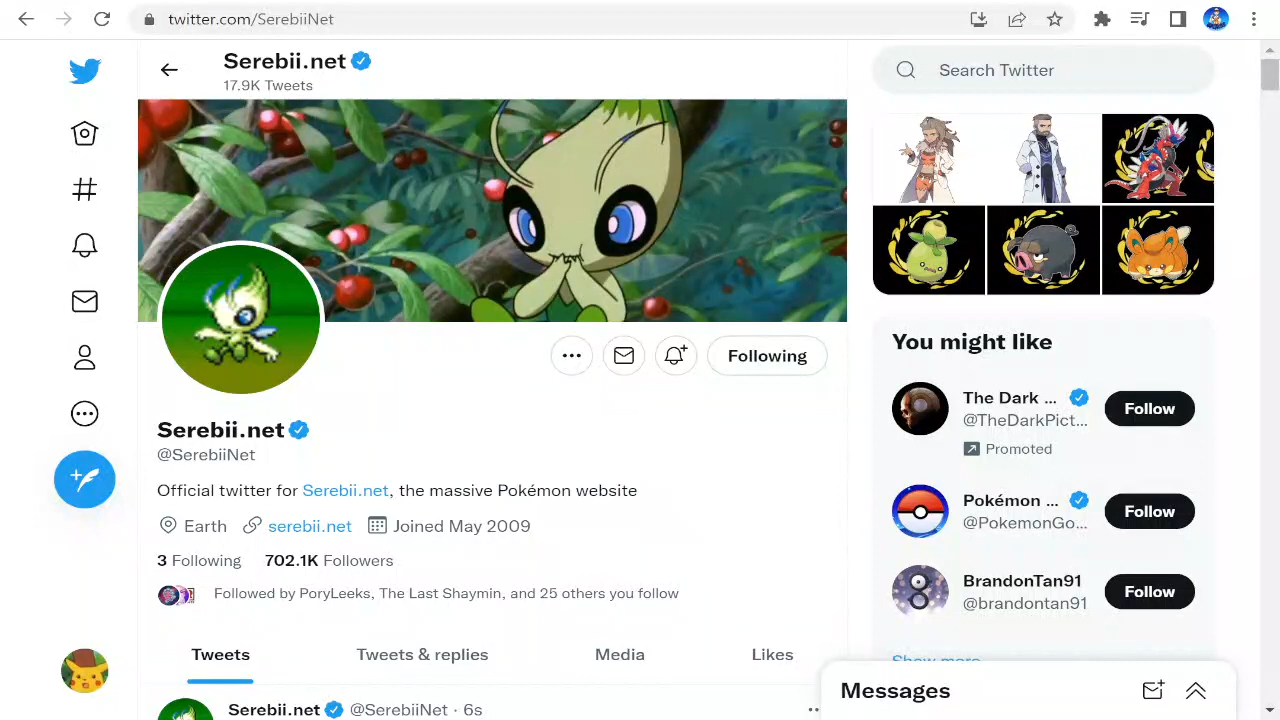 twitter.com/SerebiiNet
Serebii.net
17.9K Tweets
Search Twitter
Following
Serebii.net
@SerebiiNet
Official twitter for Serebii.net, the massive Pokémon website
Earth serebii.net Joined May 2009
3 Following 702.1K Followers
Followed by PoryLeeks, The Last Shaymin, and 25 others you follow
Tweets Tweets & replies Media Likes
Serebii.net @SerebiiNet · 6s
You might like
The Dark ...
@TheDarkPict...
Promoted
Follow
Pokémon ...
@PokemonGo...
Follow
BrandonTan91
@brandontan91
Follow
Show more
Messages